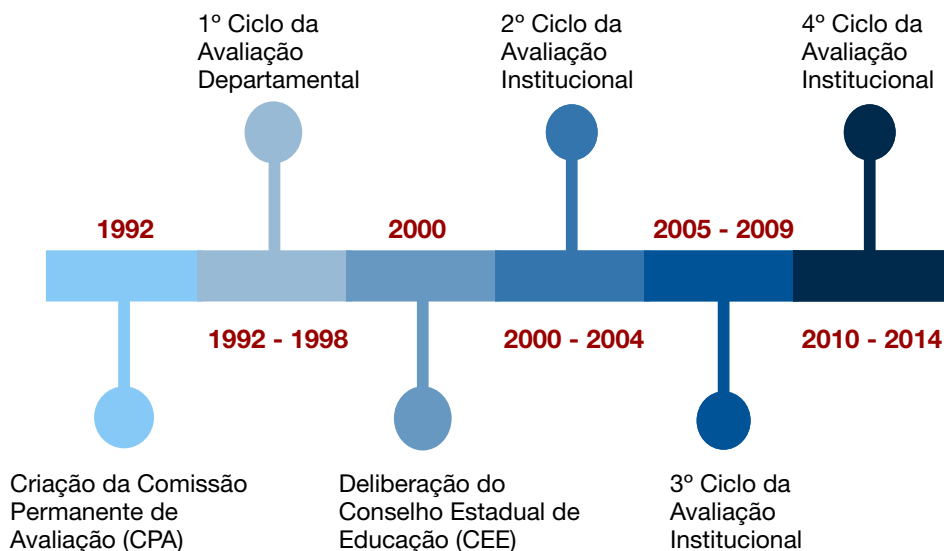 1º Ciclo da
Avaliação
Departamental
2º Ciclo da
Avaliação
Institucional
4º Ciclo da
Avaliação
Institucional
1992
2000
2005 - 2009
1992 - 1998
2000 - 2004
2010 - 2014
Criação da Comissão
Permanente de
Avaliação (CPA)
Deliberação do
Conselho Estadual de
Educação (CEE)
3º Ciclo da
Avaliação
Institucional